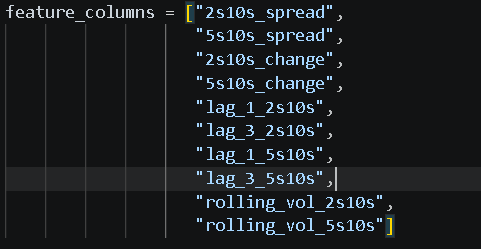 feature_columns = ["2s10s_spread",
"5s10s_spread",
"2s10s_change",
"5s10s_change",
"lag_1_2s10s",
"lag_3_2s10s",
"lag_1_5s10s",
"lag_3_5s10s",
"rolling_vol_2s10s",
"rolling_vol_5s10s"]